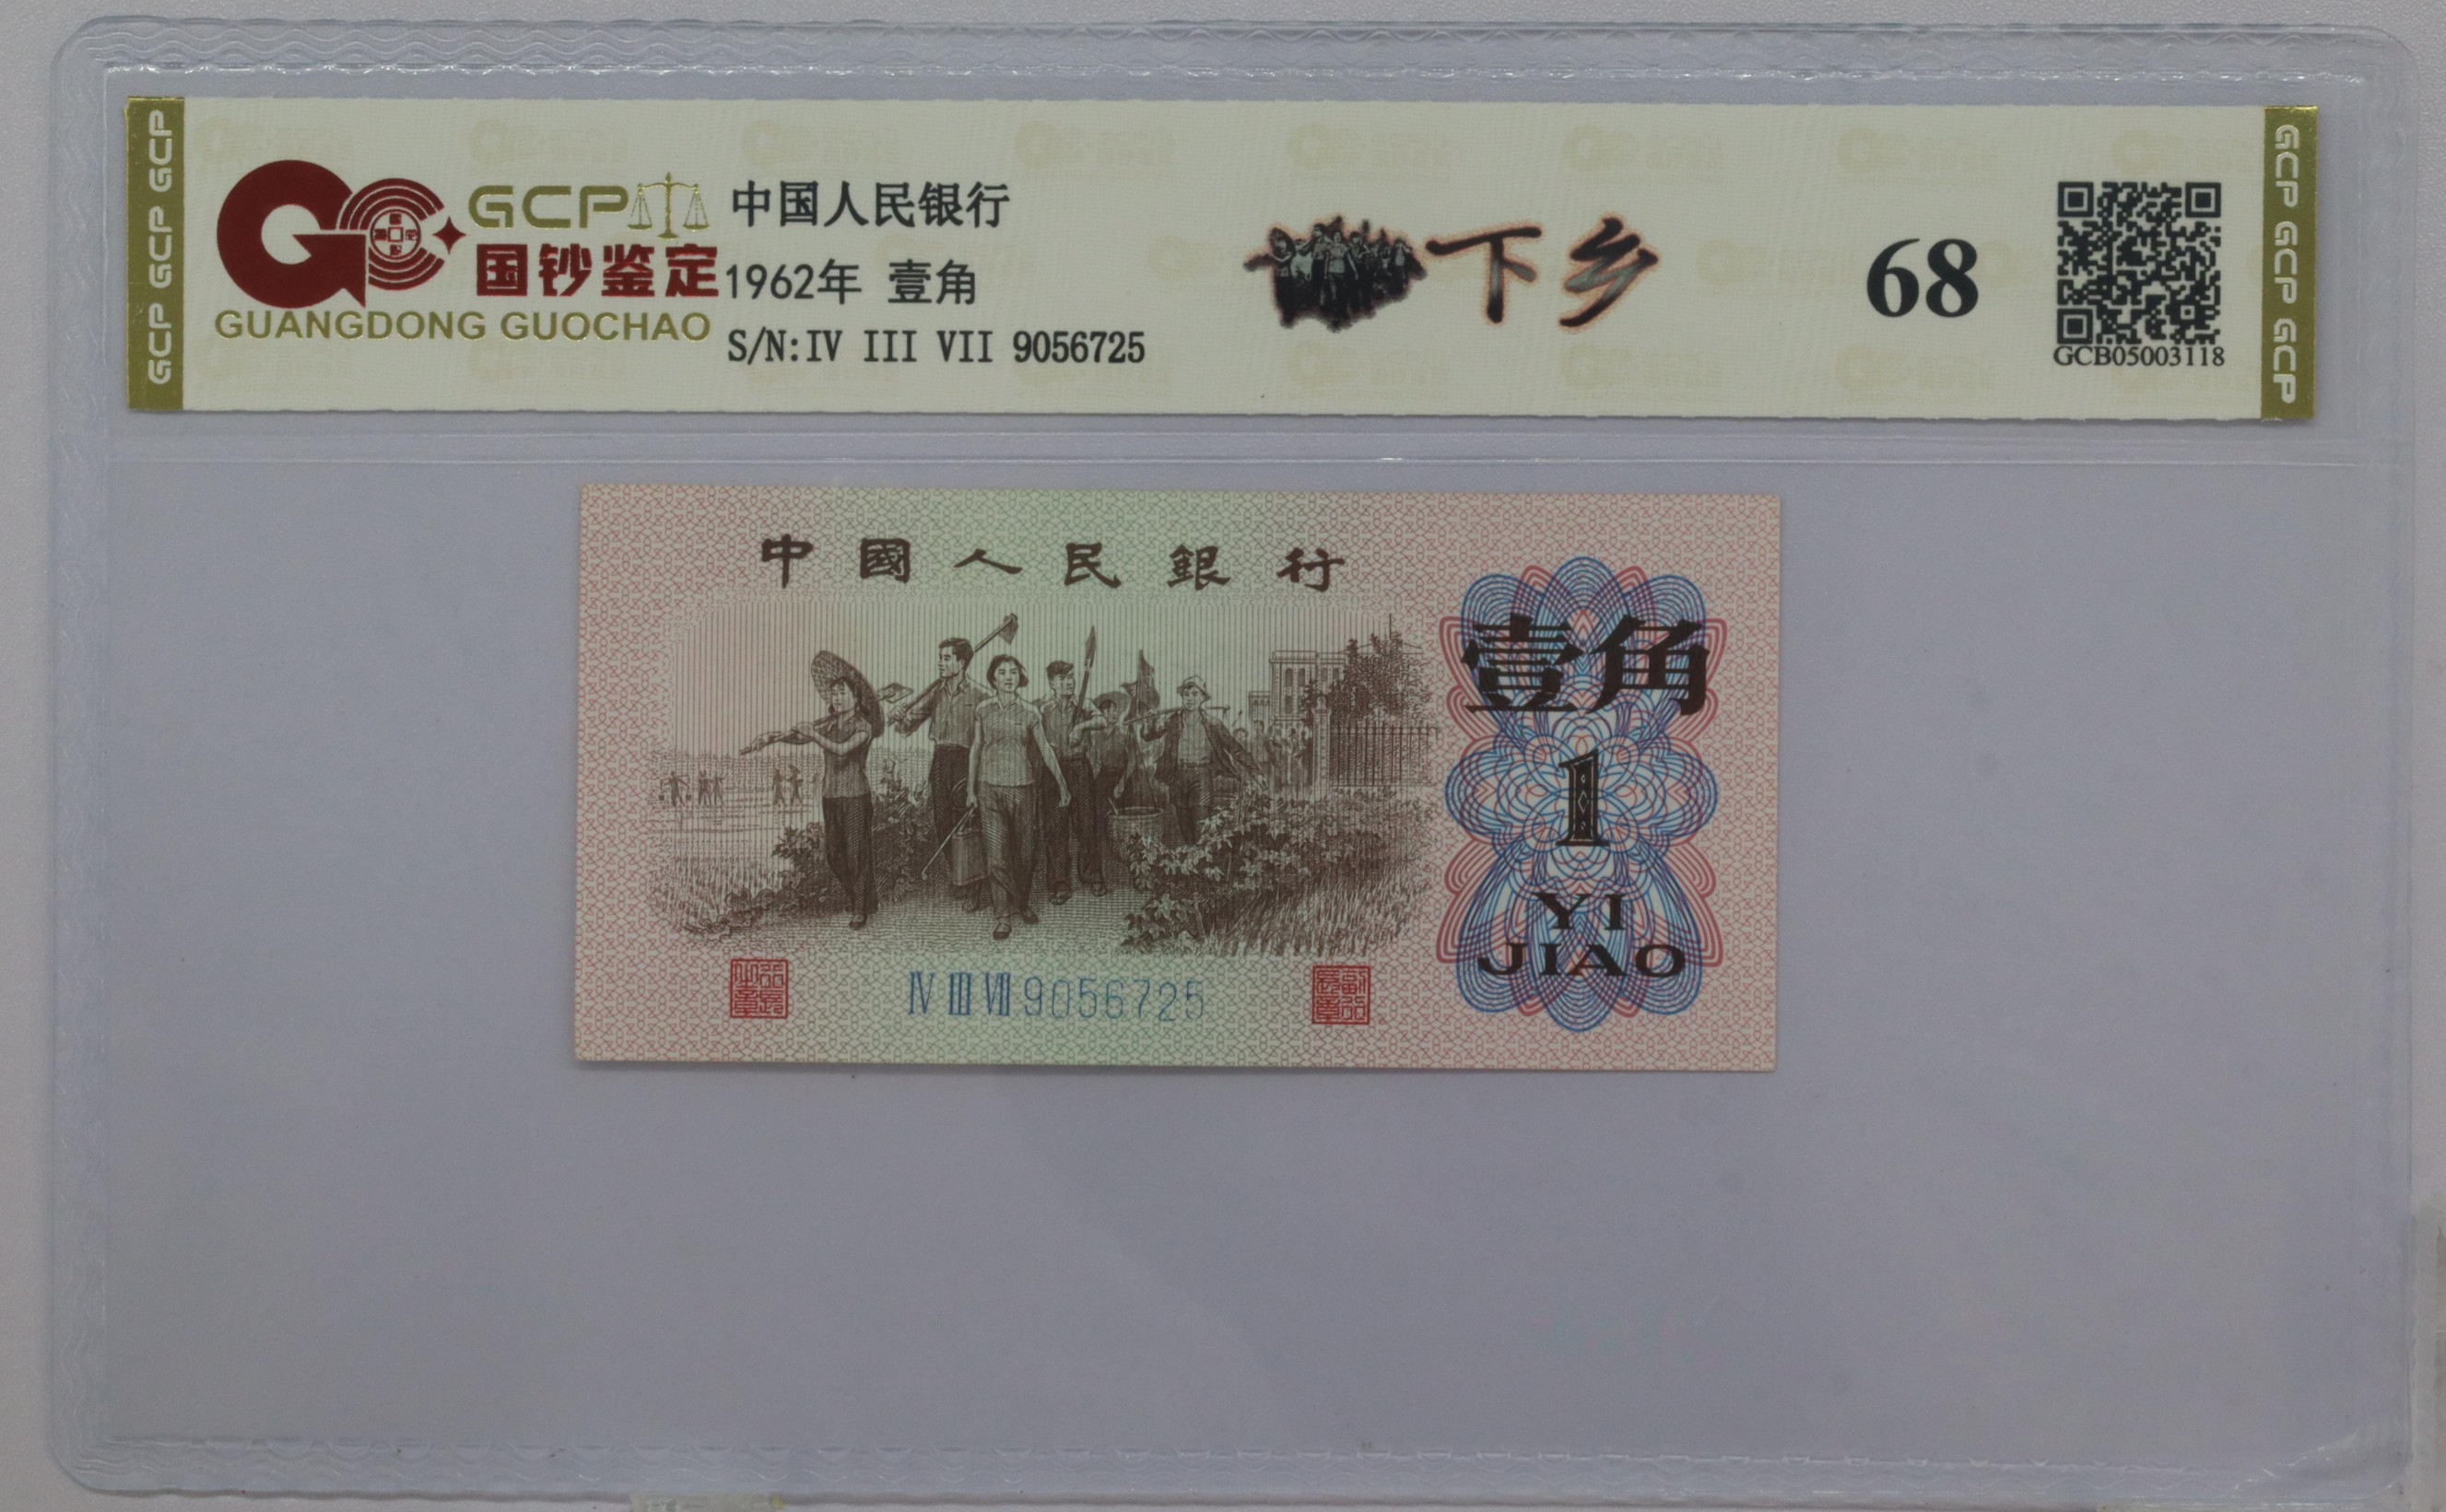 GCP GCP GCP
GCP
国钞鉴定
GUANGDONG GUOCHAO
中国人民银行
1962年 壹角
S/N:IV III VII 9056725
下乡
68
GCB05003118
GCP GCP GCP
中國人民銀行
壹角
1
YI
JIAO
IV III VII 9056725